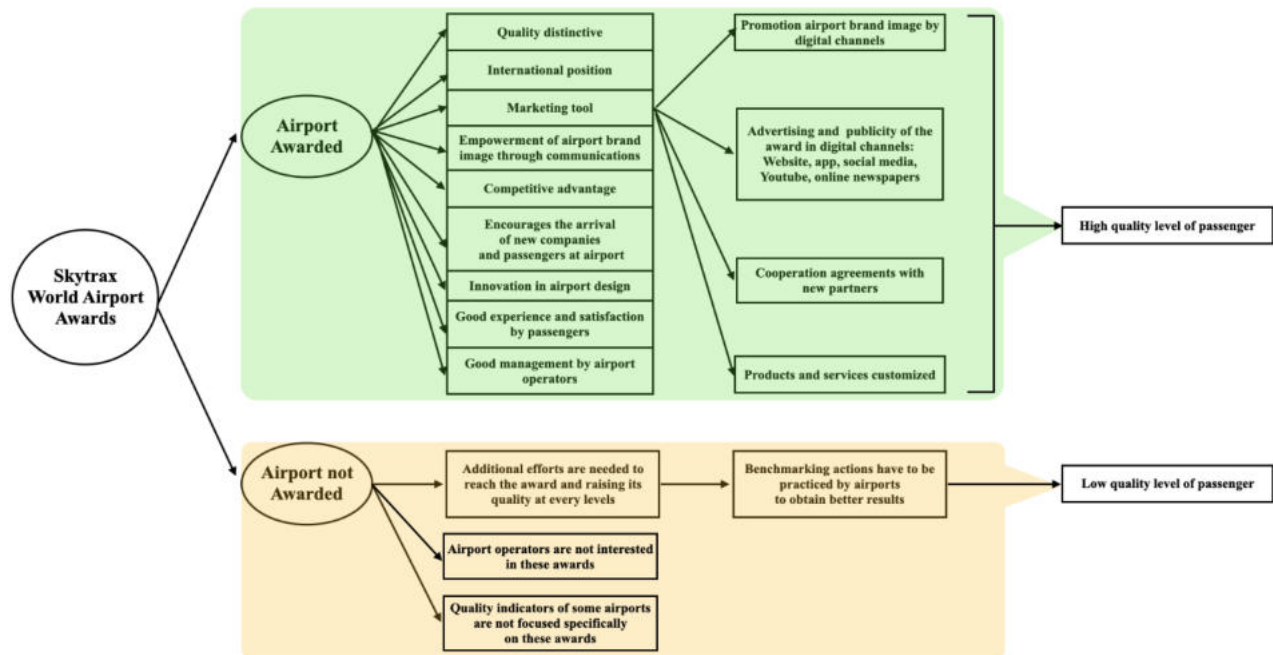 Skytrax
World Airport
Awards
Airport
Awarded
Quality distinctive
International position
Marketing tool
Empowerment of airport brand
image through communications
Competitive advantage
Encourages the arrival
of new companies
and passengers at airport
Innovation in airport design
Good experience and satisfaction
by passengers
Good management by airport
operators
Promotion airport brand image by
digital channels
Advertising and publicity of the
award in digital channels:
Website, app, social media,
Youtube, online newspapers
Cooperation agreements with
new partners
Products and services customized
High quality level of passenger
Airport not
Awarded
Additional efforts are needed to
reach the award and raising its
quality at every levels
Benchmarking actions have to be
practiced by airports
to obtain better results
Low quality level of passenger
Airport operators are not interested
in these awards
Quality indicators of some airports
are not focused specifically
on these awards